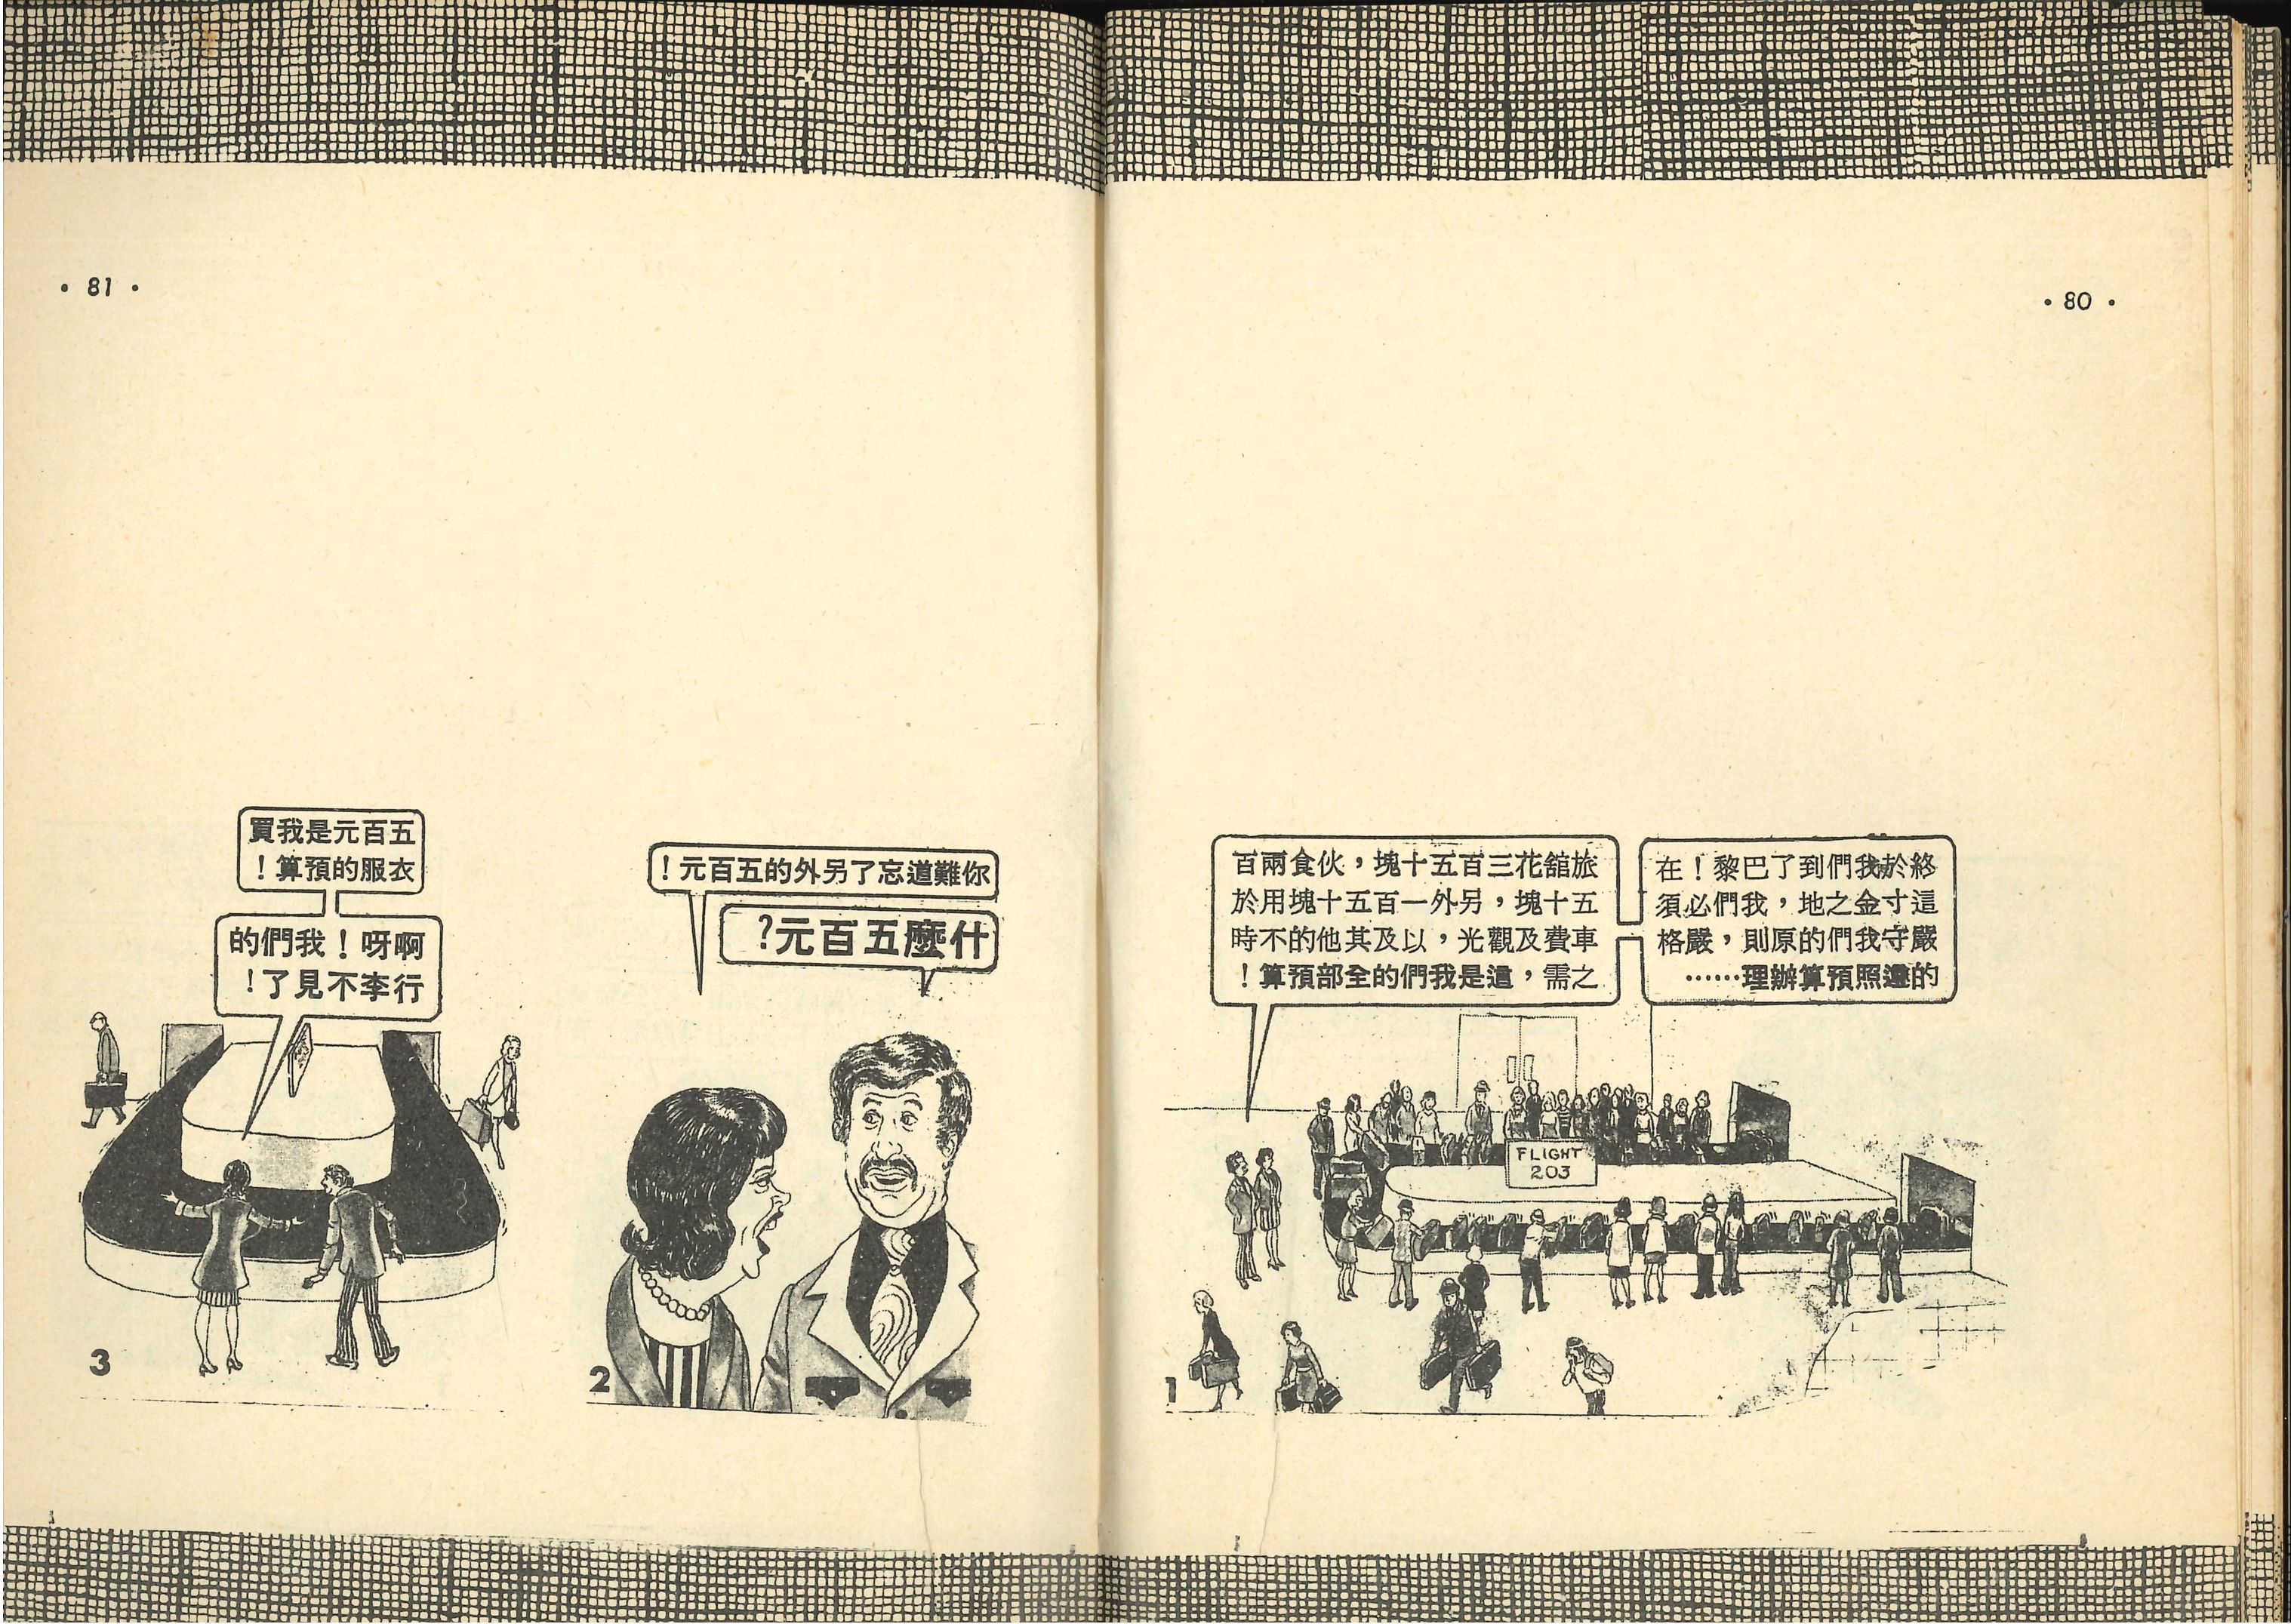 • 80 •
終於我們到了巴黎！在
這寸金之地，我們必須
嚴守我們的原則，嚴格
的遵照預算辦理……
旅舘花三百五十塊，伙食兩百
五十塊，另外一百五十塊用於
車費及觀光，以及其他的不時
之需，這是我們的全部預算！
FLIGHT
203
1
• 81 •
你難道忘了另外的五百元！
什麼五百元?
2
五百元是我買
衣服的預算！
啊呀！我們的
行李不見了！
3